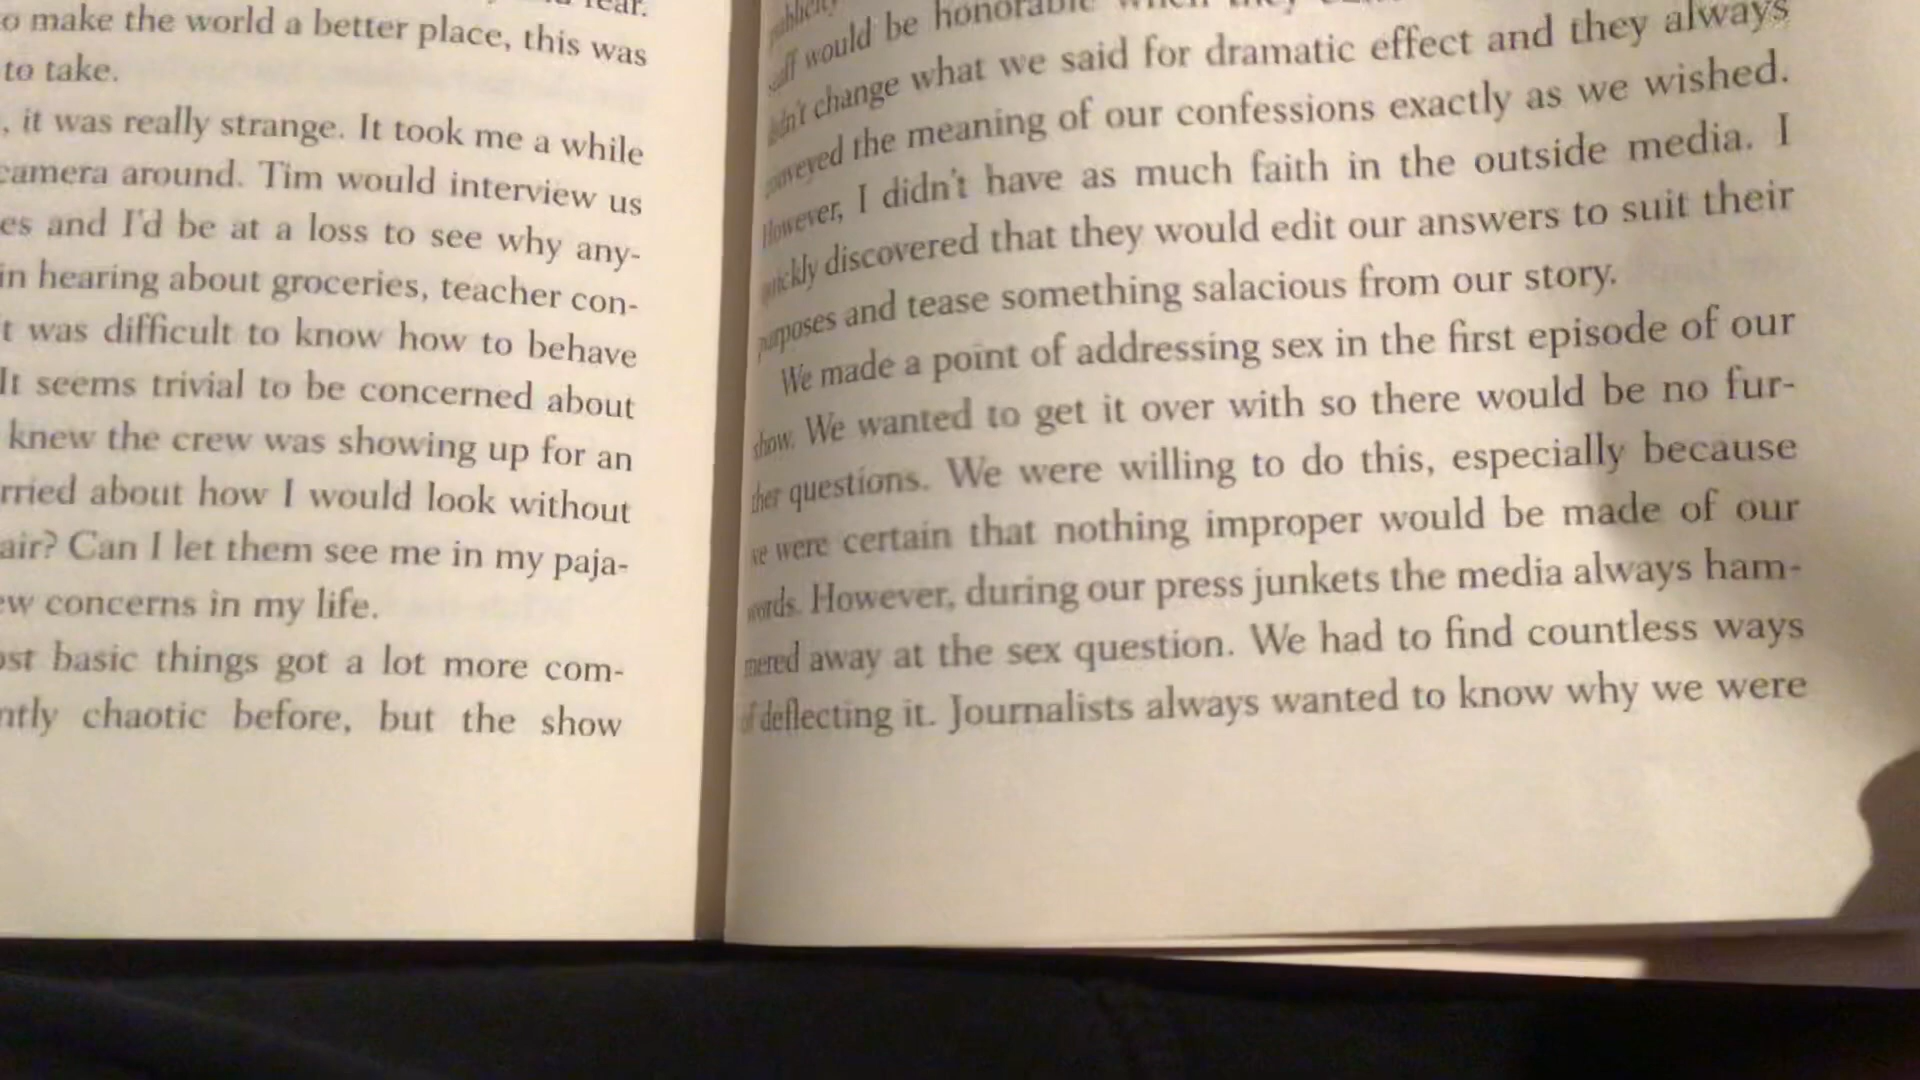 to make the world a better place, this was
to take.
, it was really strange. It took me a while
camera around. Tim would interview us
es and I'd be at a loss to see why any-
in hearing about groceries, teacher con-
t was difficult to know how to behave
It seems trivial to be concerned about
knew the crew was showing up for an
rried about how I would look without
air? Can I let them see me in my paja-
ew concerns in my life.
ost basic things got a lot more com-
ntly chaotic before, but the show
would be honorable
didn't change what we said for dramatic effect and they always
conveyed the meaning of our confessions exactly as we wished.
However, I didn't have as much faith in the outside media. I
quickly discovered that they would edit our answers to suit their
purposes and tease something salacious from our story.
We made a point of addressing sex in the first episode of our
show. We wanted to get it over with so there would be no fur-
ther questions. We were willing to do this, especially because
we were certain that nothing improper would be made of our
words. However, during our press junkets the media always ham-
mered away at the sex question. We had to find countless ways
of deflecting it. Journalists always wanted to know why we were